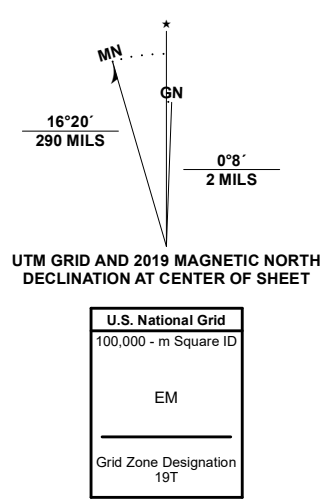 ★
MN
GN
16°20´
290 MILS
0°8´
2 MILS
UTM GRID AND 2019 MAGNETIC NORTH
DECLINATION AT CENTER OF SHEET
U.S. National Grid
100,000 - m Square ID
EM
Grid Zone Designation
19T